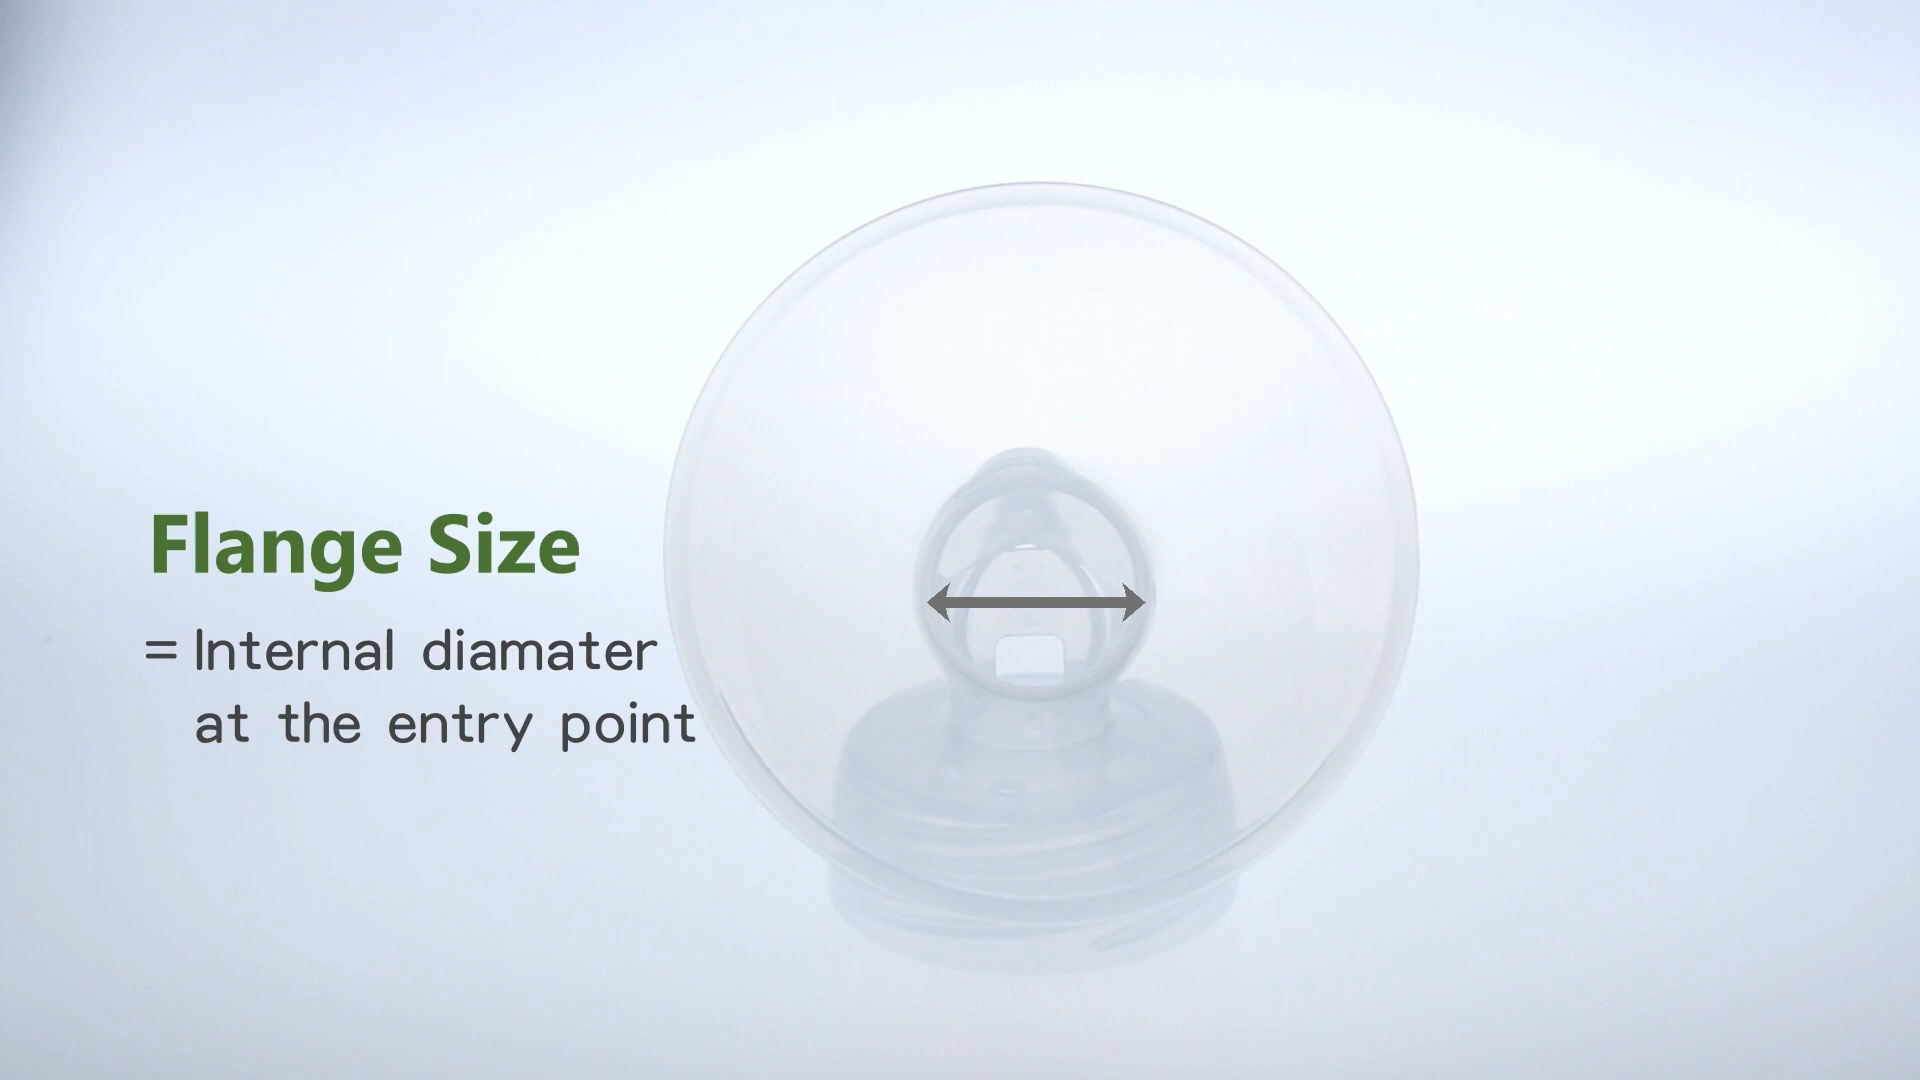 Flange Size
= Internal diamater
at the entry point